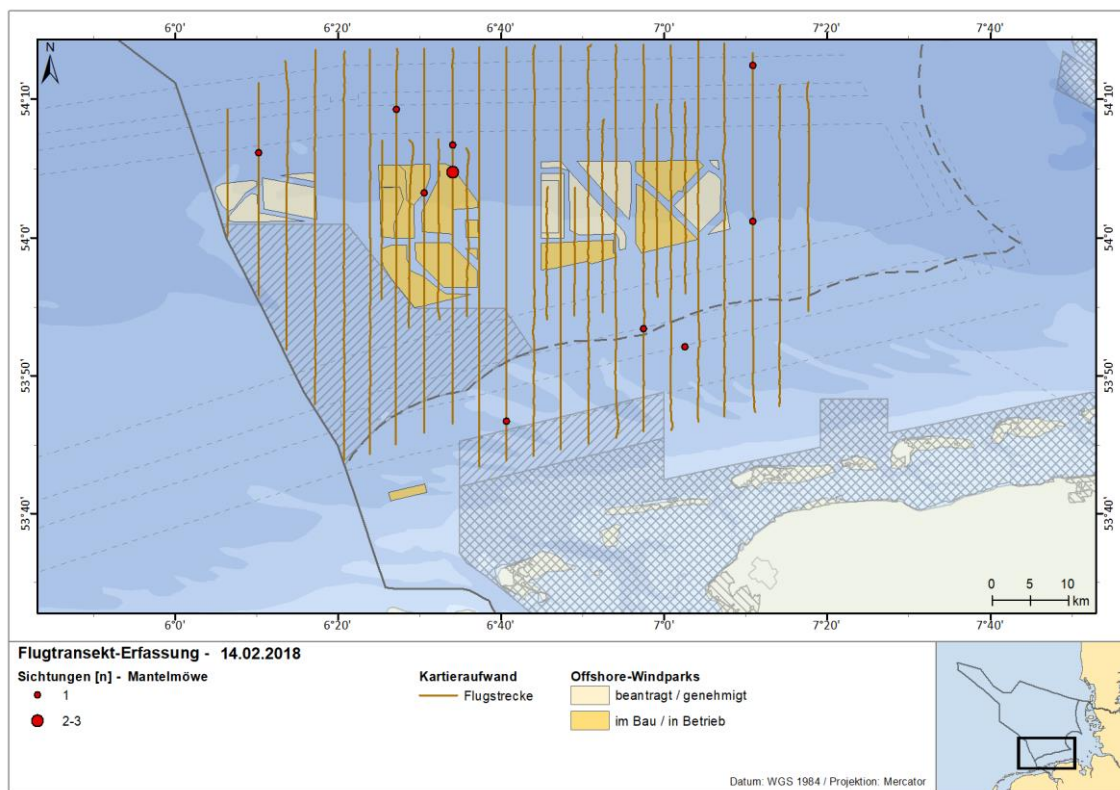 6°0' 6°20' 6°40' 7°0' 7°20' 7°40'
N
54°10' 54°10'
54°0' 54°0'
53°50' 53°50'
53°40' 53°40'
0 5 10
km
6°0' 6°20' 6°40' 7°0' 7°20' 7°40'
Flugtransekt-Erfassung - 14.02.2018
Sichtungen [n] - Mantelmöwe
1
2-3
Kartieraufwand
Flugstrecke
Offshore-Windparks
beantragt / genehmigt
im Bau / in Betrieb
Datum: WGS 1984 / Projektion: Mercator